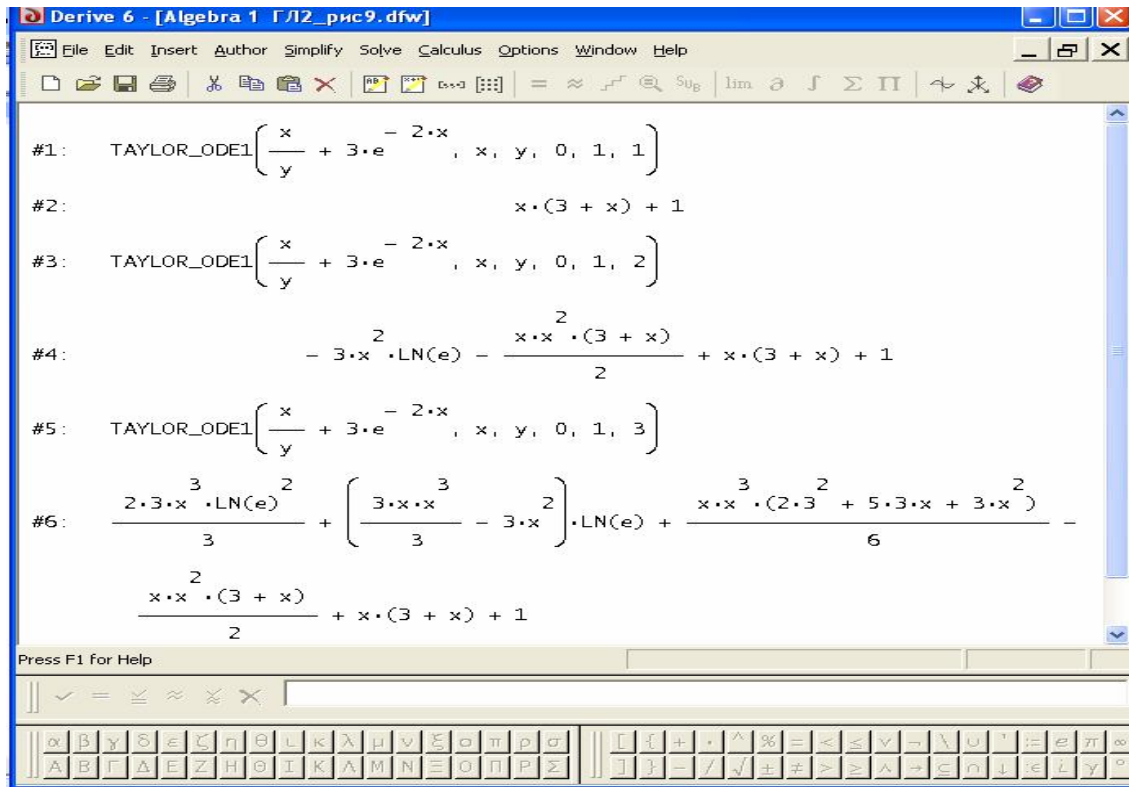 Derive 6 - [Algebra 1 ГЛ2_рис9.dfw]
File Edit Insert Author Simplify Solve Calculus Options Window Help
= ≈ Sub lim ∂ ∫ Σ Π
#1: TAYLOR_ODE1(x/y + 3·e^(- 2·x), x, y, 0, 1, 1)
#2: x·(3 + x) + 1
#3: TAYLOR_ODE1(x/y + 3·e^(- 2·x), x, y, 0, 1, 2)
#4: - 3·x^2·LN(e) - x·x^2·(3 + x)/2 + x·(3 + x) + 1
#5: TAYLOR_ODE1(x/y + 3·e^(- 2·x), x, y, 0, 1, 3)
#6: 2·3·x^3·LN(e)^2/3 + (3·x·x^3/3 - 3·x^2)·LN(e) + x·x^3·(2·3^2 + 5·3·x + 3·x^2)/6 -
x·x^2·(3 + x)/2 + x·(3 + x) + 1
Press F1 for Help
α β γ δ ε ζ η θ ι κ λ μ ν ξ ο π ρ σ [ { + · ^ % = < ≤ ∨ ¬ \ ∪ ' := e π ∞
Α Β Γ Δ Ε Ζ Η Θ Ι Κ Λ Μ Ν Ξ Ο Π Ρ Σ ] } - / √ ± ≠ > ≥ ∧ → ⊆ ∩ ↓ :∈ i γ °